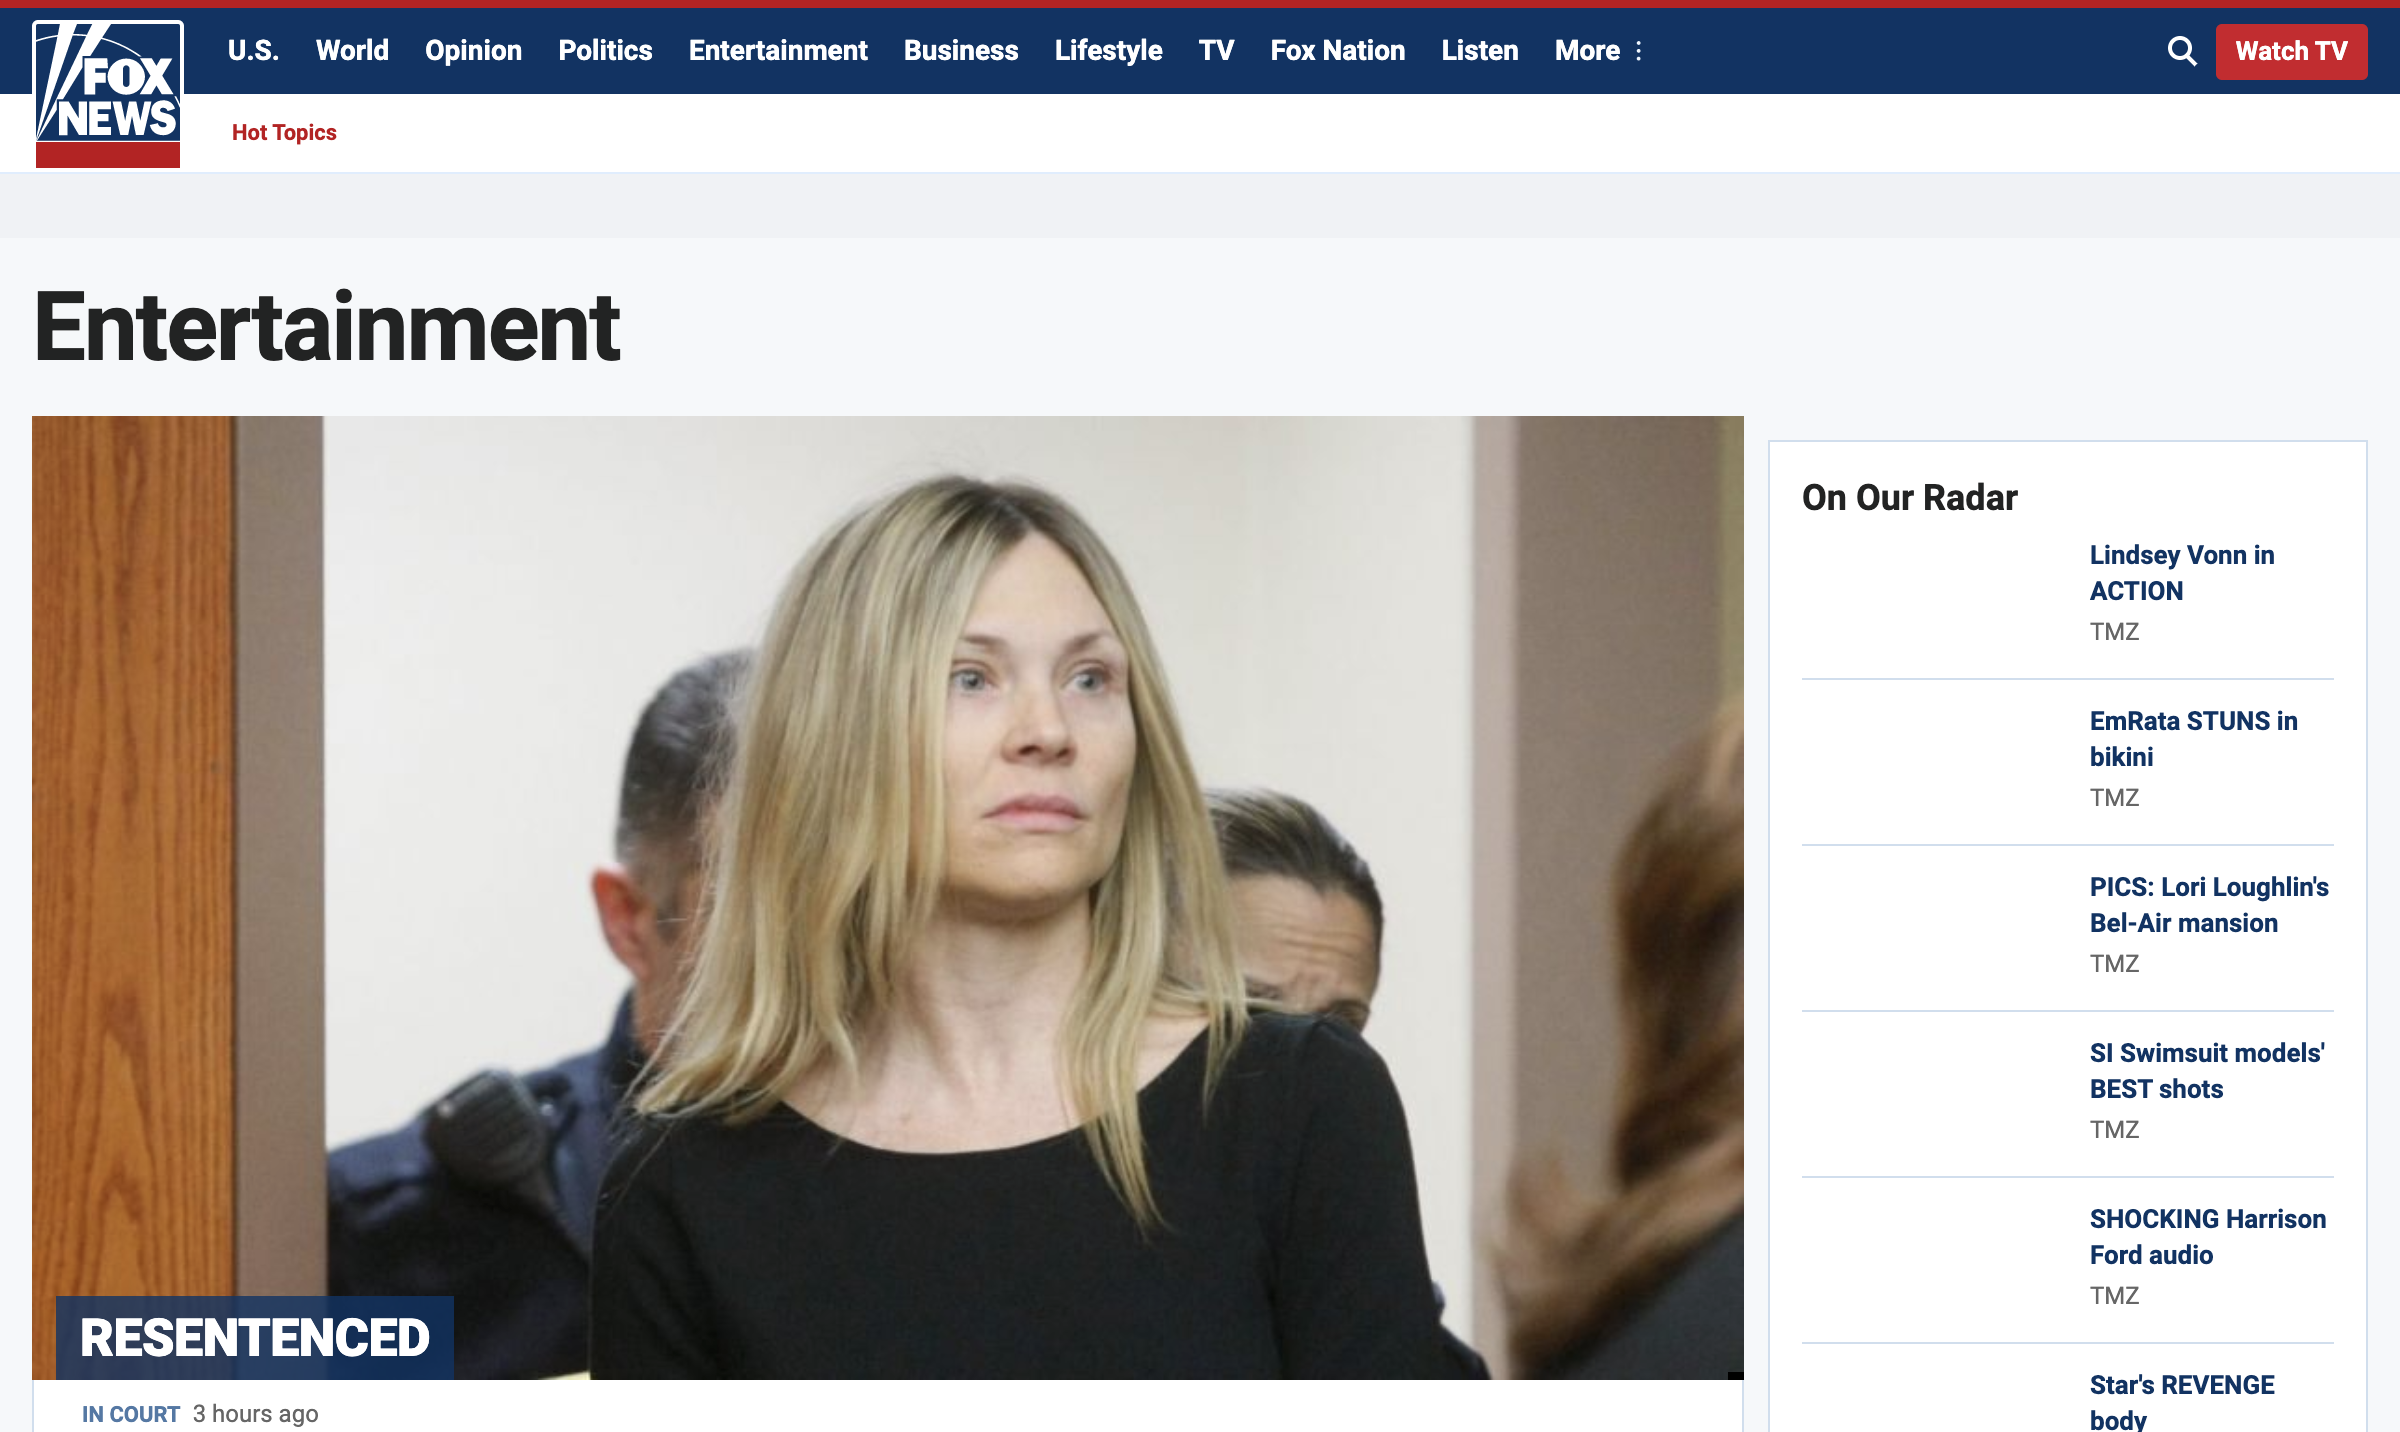 FOX
NEWS
U.S. World Opinion Politics Entertainment Business Lifestyle TV Fox Nation Listen More
Watch TV
Hot Topics
Entertainment
RESENTENCED
IN COURT 3 hours ago
On Our Radar
Lindsey Vonn in
ACTION
TMZ
EmRata STUNS in
bikini
TMZ
PICS: Lori Loughlin's
Bel-Air mansion
TMZ
SI Swimsuit models'
BEST shots
TMZ
SHOCKING Harrison
Ford audio
TMZ
Star's REVENGE
body